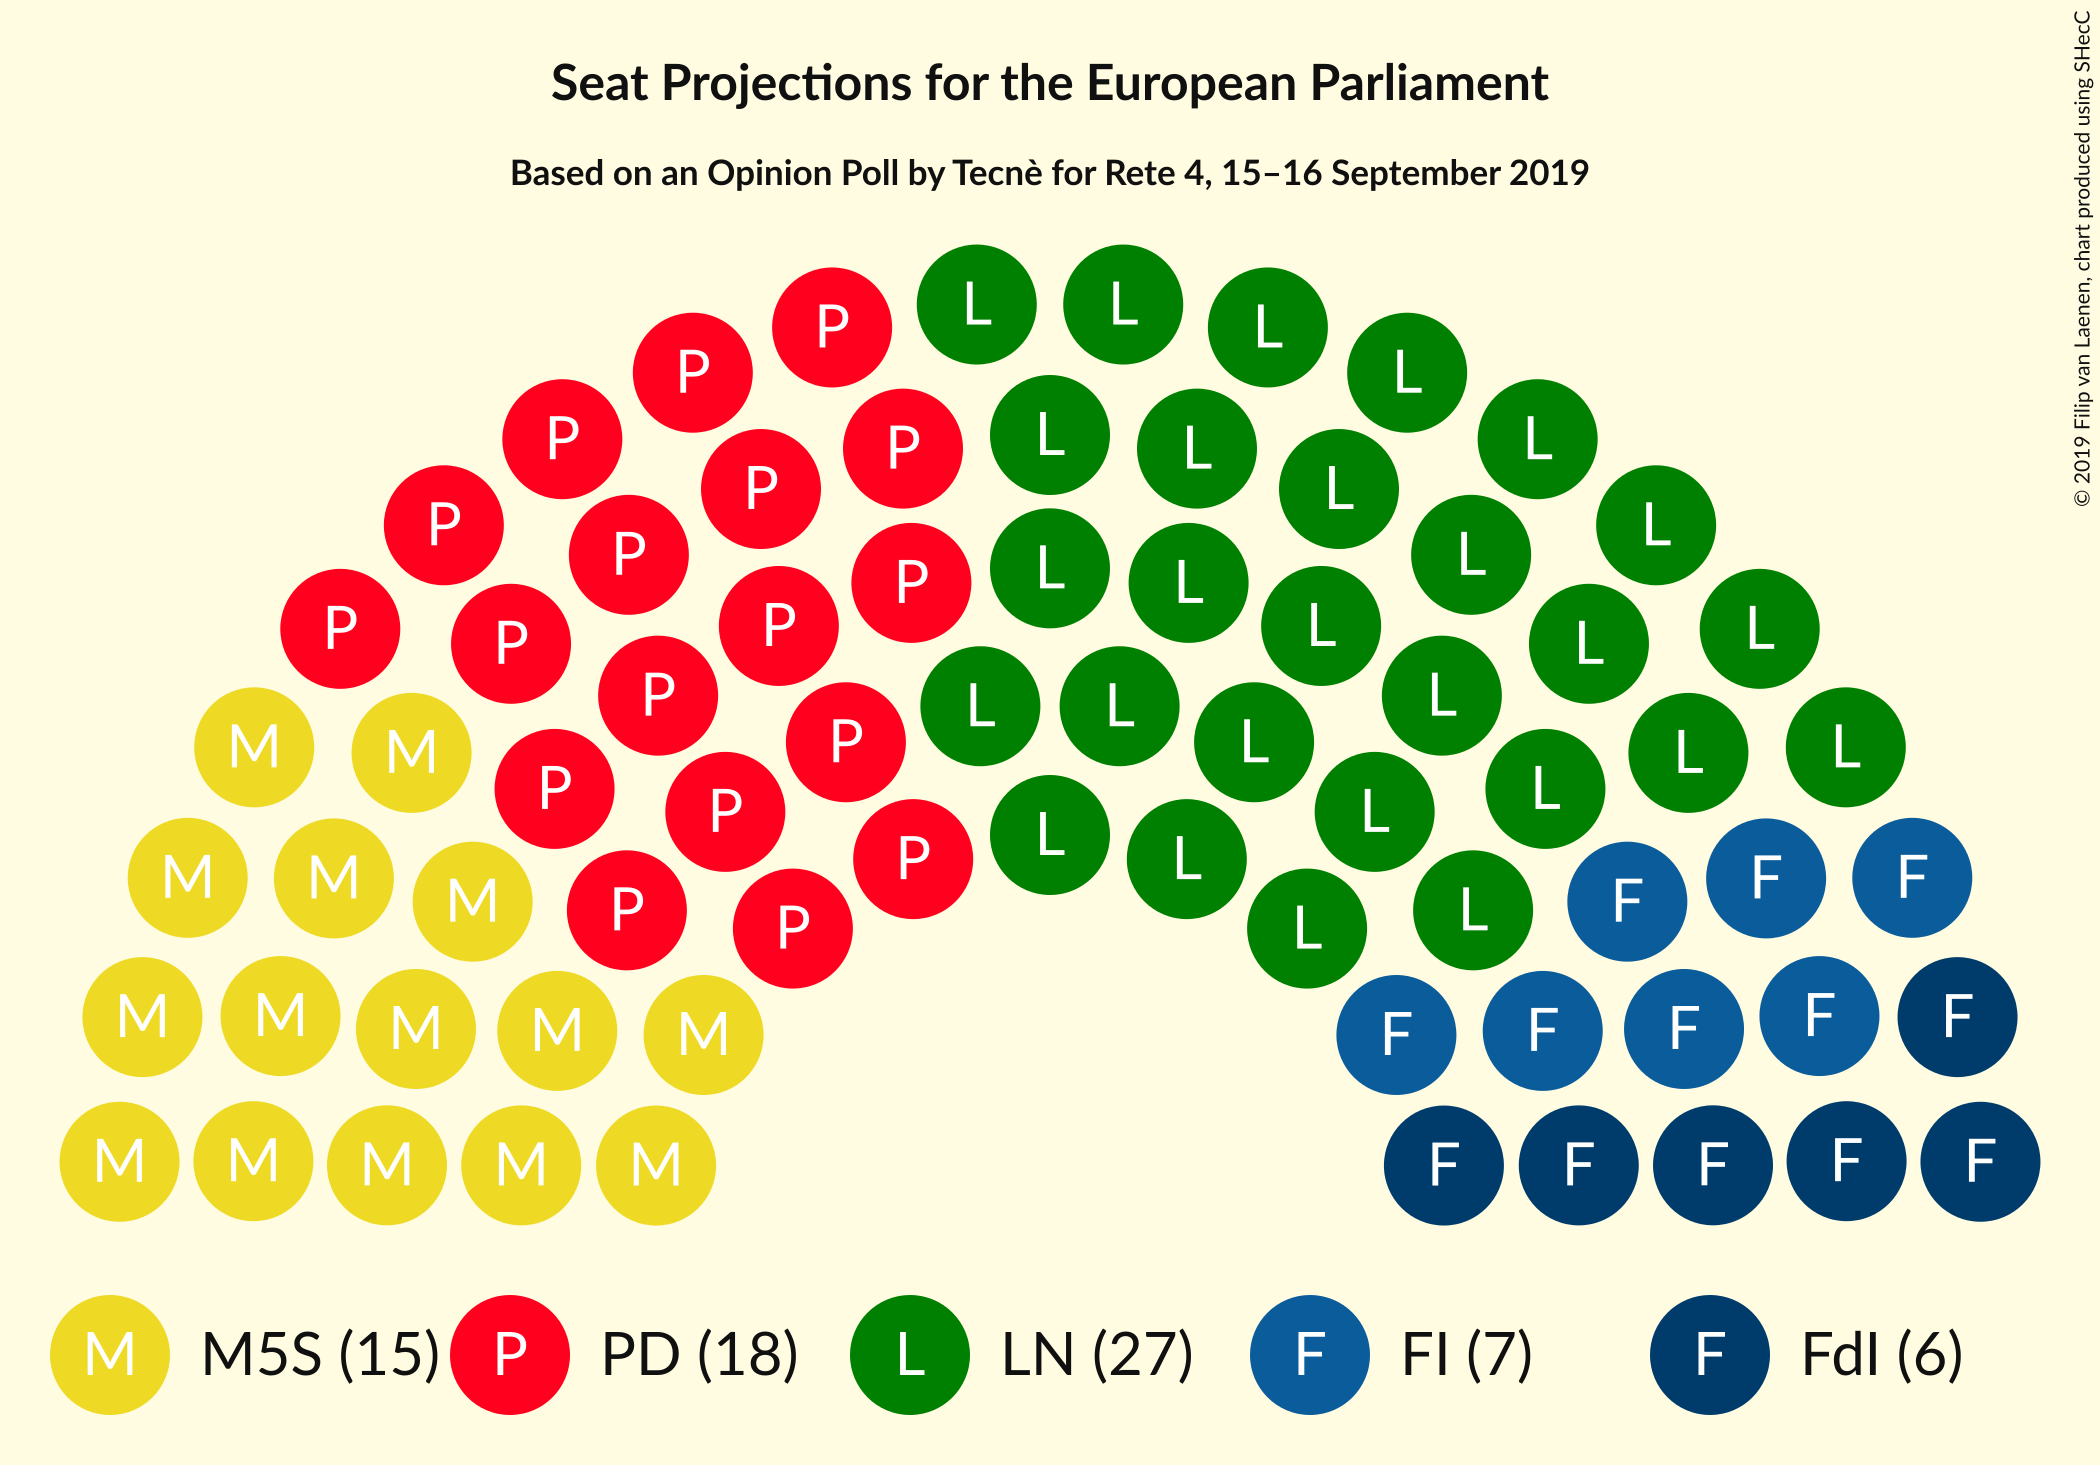 Seat Projections for the European Parliament
Based on an Opinion Poll by Tecnè for Rete 4, 15–16 September 2019
© 2019 Filip van Laenen, chart produced using SHecC
L L
P L
P L
P L
P L L L
P L
P L
P P L L
P L
P L
P L L L
P P L L
M M P P L L L L
M M M P P P L L L L F F F
M M M M M F F F F F
M M M M M F F F F F
M M5S (15) P PD (18) L LN (27) F FI (7) F FdI (6)